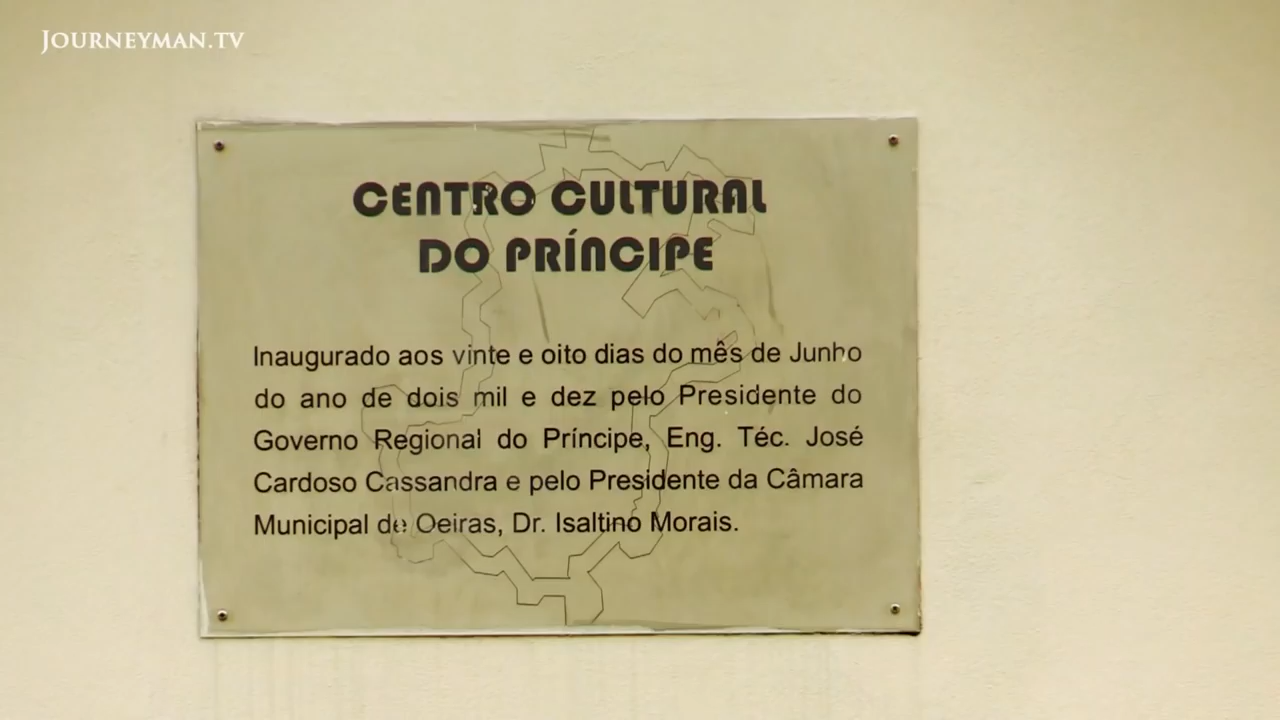 JOURNEYMAN.TV
CENTRO CULTURAL
DO PRÍNCIPE
Inaugurado aos vinte e oito dias do mês de Junho
do ano de dois mil e dez pelo Presidente do
Governo Regional do Príncipe, Eng. Téc. José
Cardoso Cassandra e pelo Presidente da Câmara
Municipal de Oeiras, Dr. Isaltino Morais.